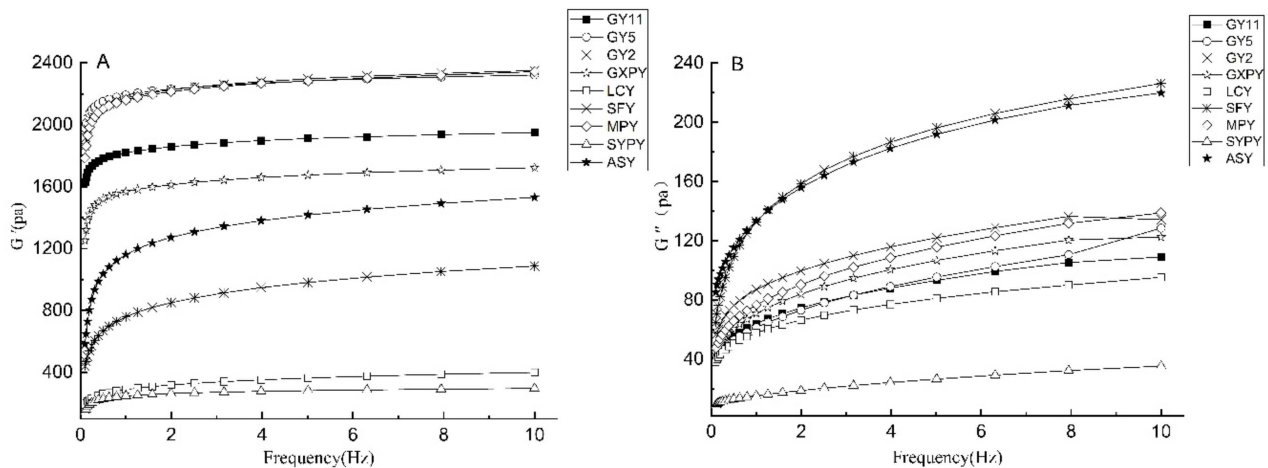 A
GY11
GY5
GY2
GXPY
LCY
SFY
MPY
SYPY
ASY
2400
2000
1600
1200
800
400
G'(pa)
0 2 4 6 8 10
Frequency(Hz)
B
GY11
GY5
GY2
GXPY
LCY
SFY
MPY
SYPY
ASY
240
200
160
120
80
40
G″ (pa)
0 2 4 6 8 10
Frequency(Hz)